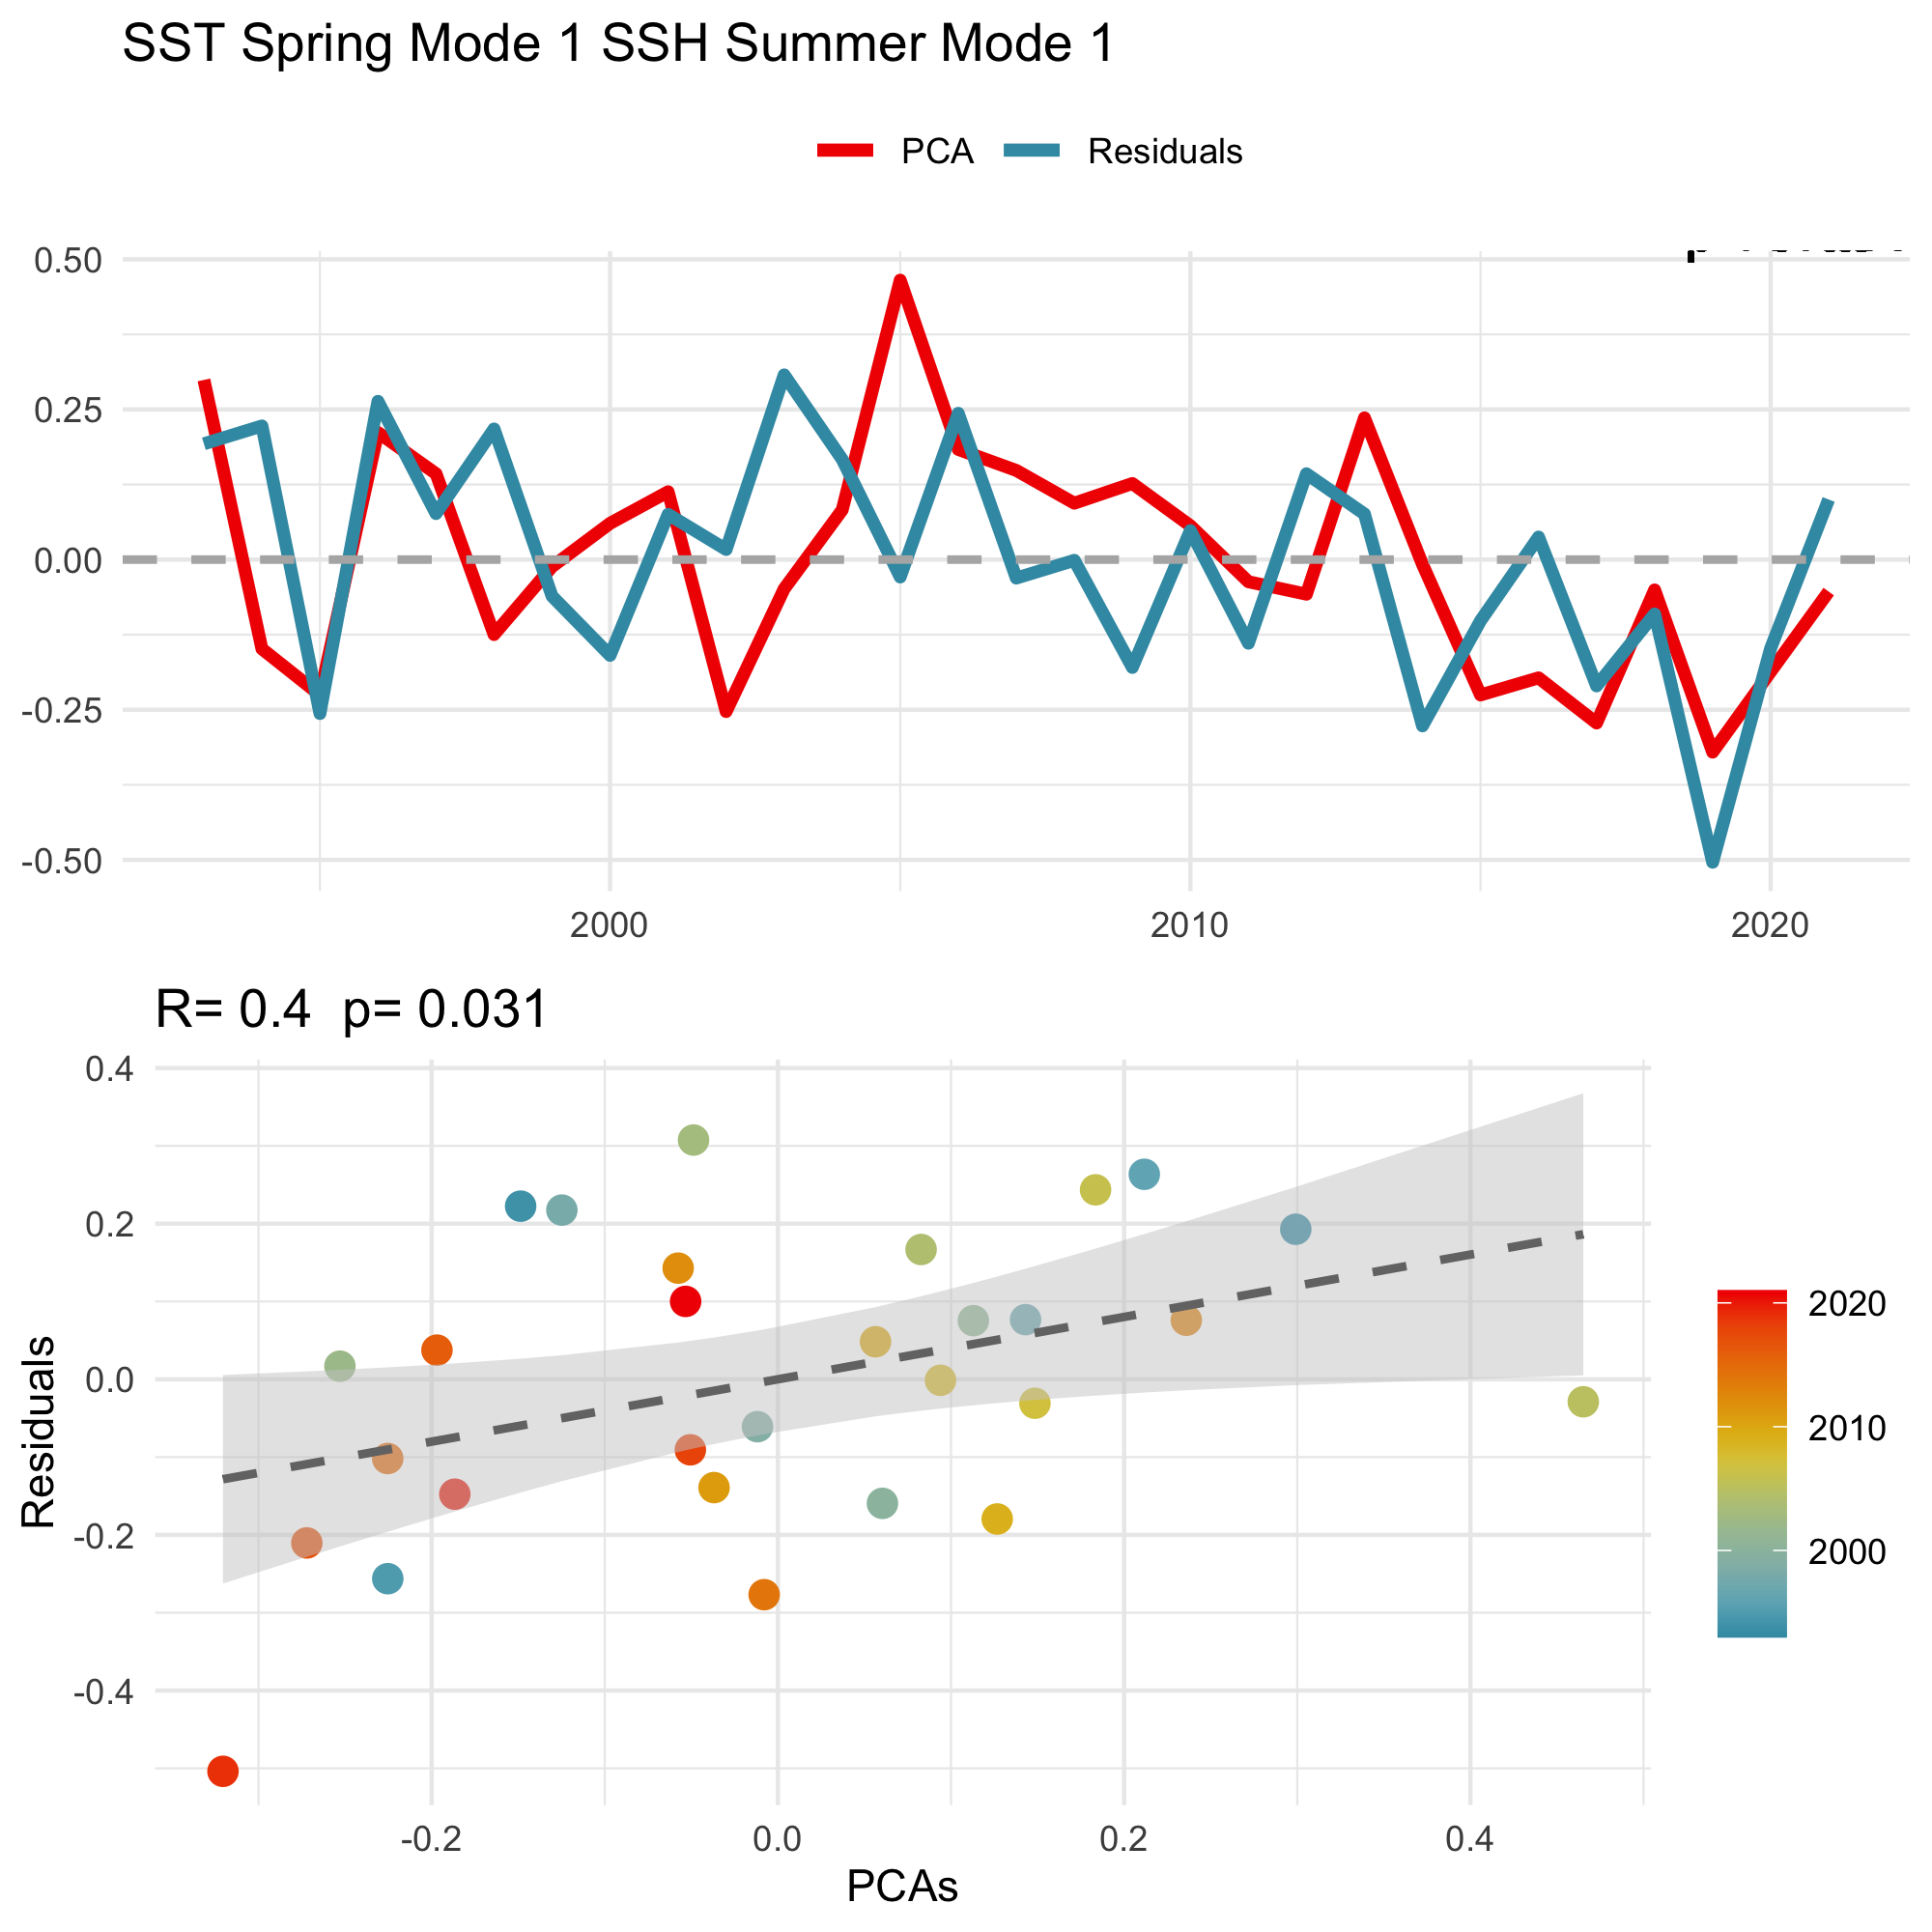 SST Spring Mode 1 SSH Summer Mode 1
PCA Residuals
0.50
0.25
0.00
-0.25
-0.50
2000 2010 2020
R= 0.4 p= 0.031
0.4
0.2
0.0
-0.2
-0.4
Residuals
-0.2 0.0 0.2 0.4
PCAs
2020
2010
2000